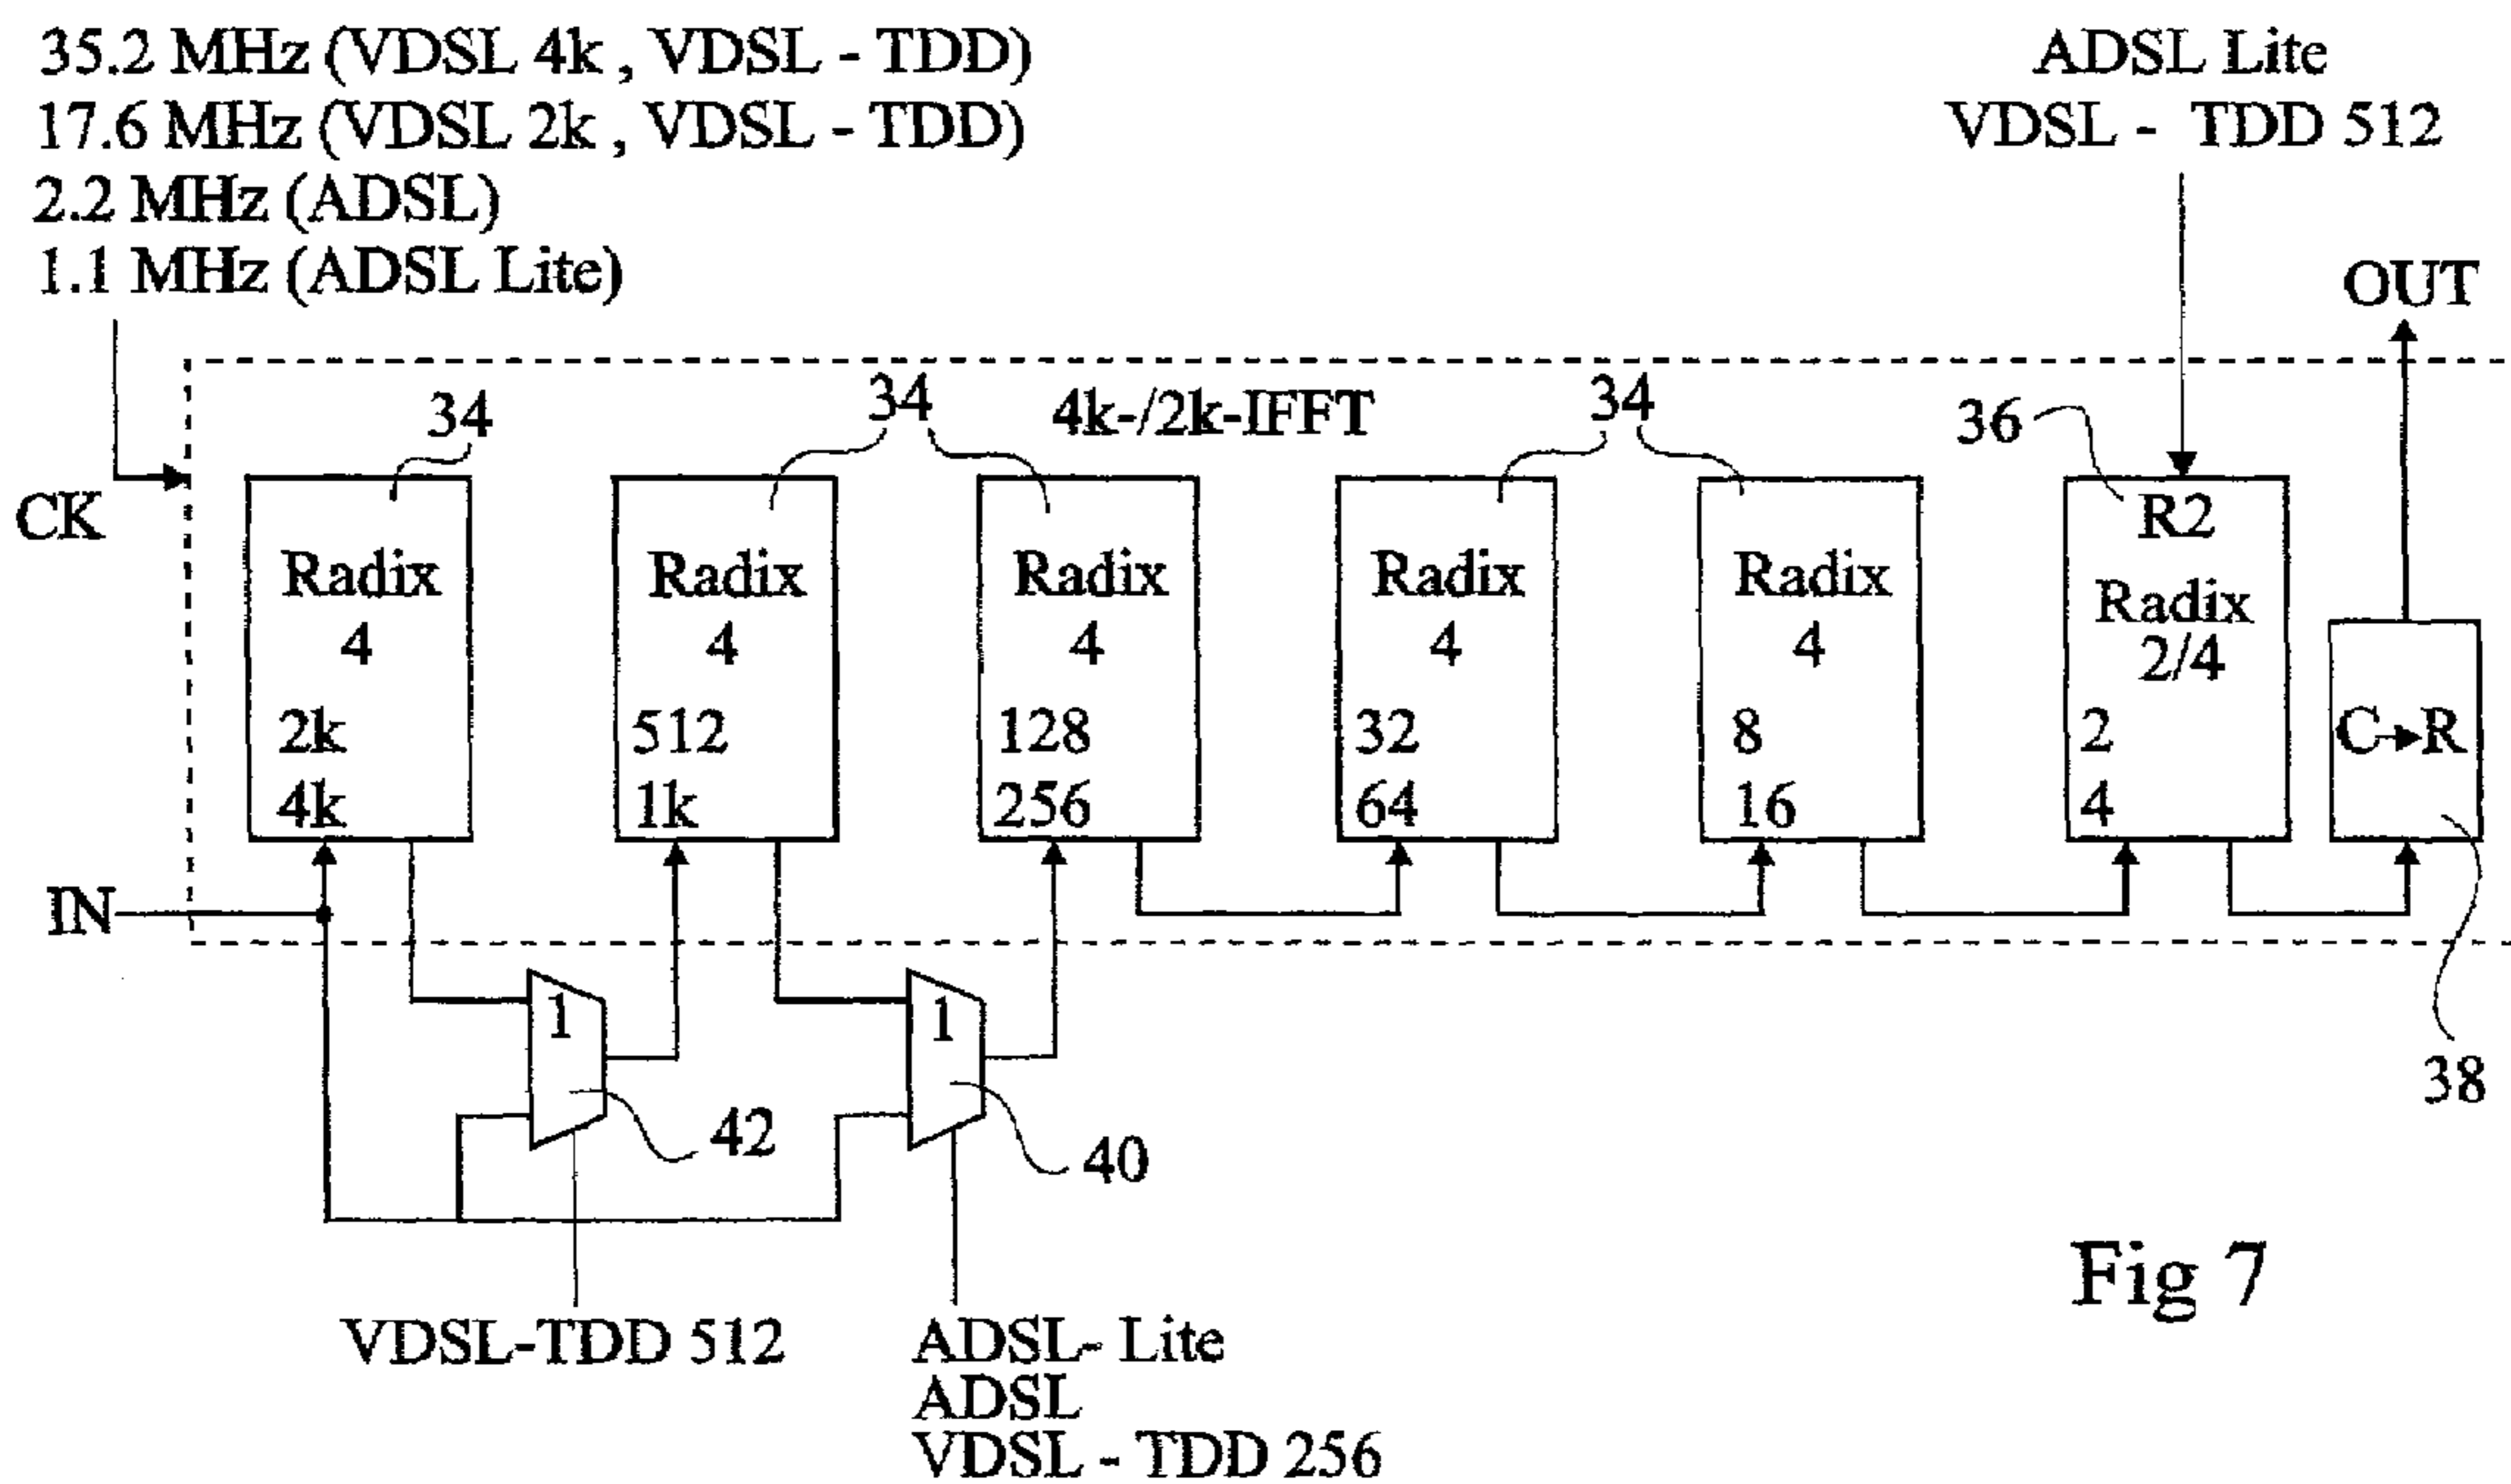 35.2 MHz (VDSL 4k , VDSL - TDD)
17.6 MHz (VDSL 2k , VDSL - TDD)
2.2 MHz (ADSL)
1.1 MHz (ADSL Lite)
ADSL Lite
VDSL - TDD 512
OUT
CK
34
34
4k-/2k-IFFT
34
36
Radix
4
2k
4k
Radix
4
512
1k
Radix
4
128
256
Radix
4
32
64
Radix
4
8
16
R2
Radix
2/4
2
4
C→R
IN
1
42
1
40
38
VDSL-TDD 512
ADSL- Lite
ADSL
VDSL - TDD 256
Fig 7